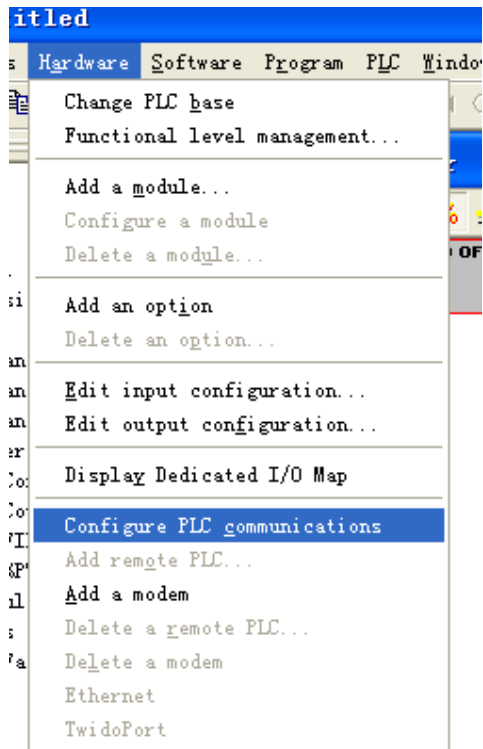 itled
s Hardware Software Program PLC Windo
Change PLC base
Functional level management...
Add a module...
Configure a module
Delete a module...
Add an option
Delete an option...
Edit input configuration...
Edit output configuration...
Display Dedicated I/O Map
Configure PLC communications
Add remote PLC...
Add a modem
Delete a remote PLC...
Delete a modem
Ethernet
TwidoPort